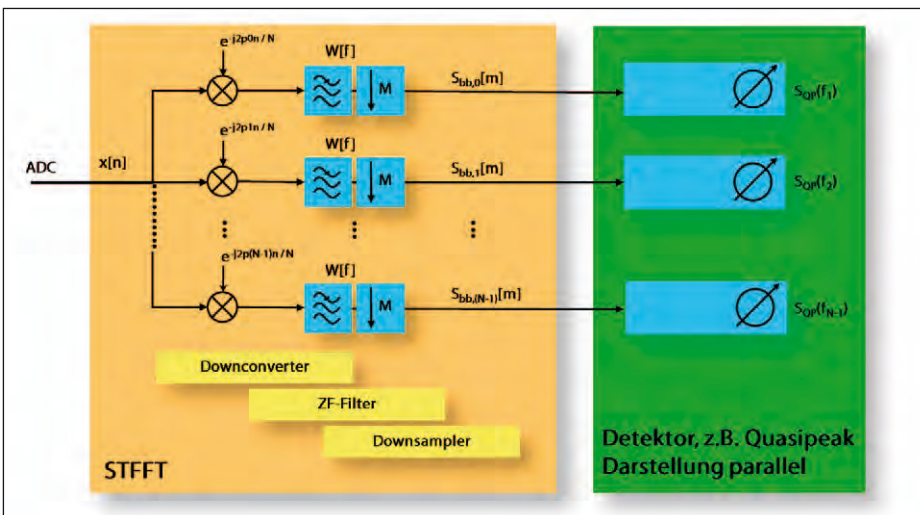 e-j2p0n / N
W[f]
M
Sbb,0[m]
SQP(f1)
e-j2p1n / N
ADC
x[n]
W[f]
M
Sbb,1[m]
SQP(f2)
e-j2p(N-1)n / N
W[f]
M
Sbb,(N-1)[m]
SQP(fN-1)
Downconverter
ZF-Filter
Downsampler
STFFT
Detektor, z.B. Quasipeak
Darstellung parallel